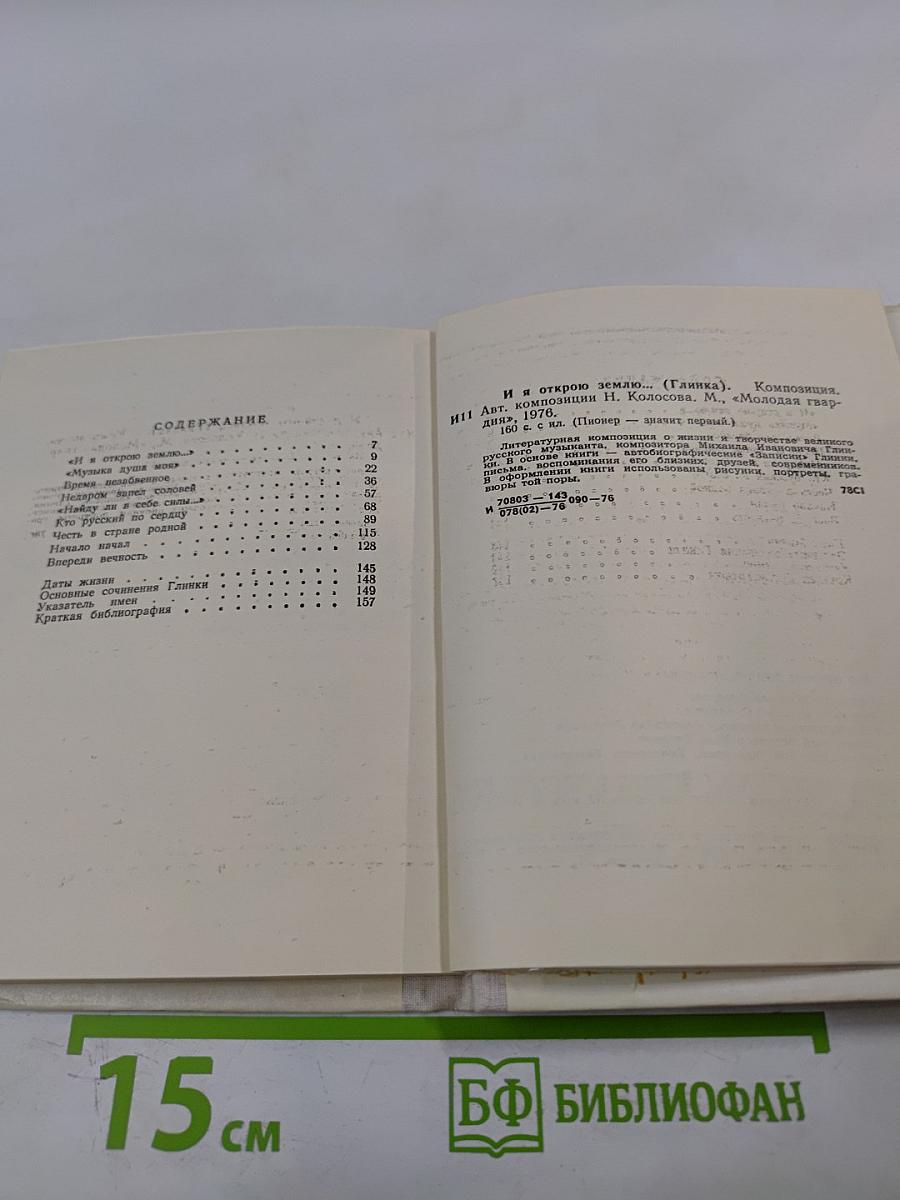 СОДЕРЖАНИЕ
«И я открою землю...» 7
«Музыка душа моя» 9
Время незабвенное 22
Недаром запел соловей 36
«Найду ли в себе силы...» 57
Кто русский по сердцу 68
Честь в стране родной 89
Начало начал 115
Впереди вечность 128
Даты жизни 145
Основные сочинения Глинки 148
Указатель имен 149
Краткая библиография 157
И я открою землю... (Глинка). Композиция.
И11 Авт. композиции Н. Колосова. М., «Молодая гвар-
дия», 1976.
160 с. с ил. (Пионер — значит первый.)
Литературная композиция о жизни и творчестве великого
русского музыканта, композитора Михаила Ивановича Глин-
ки. В основе книги — автобиографические «Записки» Глинки,
письма, воспоминания его близких, друзей, современников.
В оформлении книги использованы рисунки, портреты, гра-
вюры той поры.
И 70803 — 143 090—76 78С1
078(02)—76
15 см
БФ БИБЛИОФАН